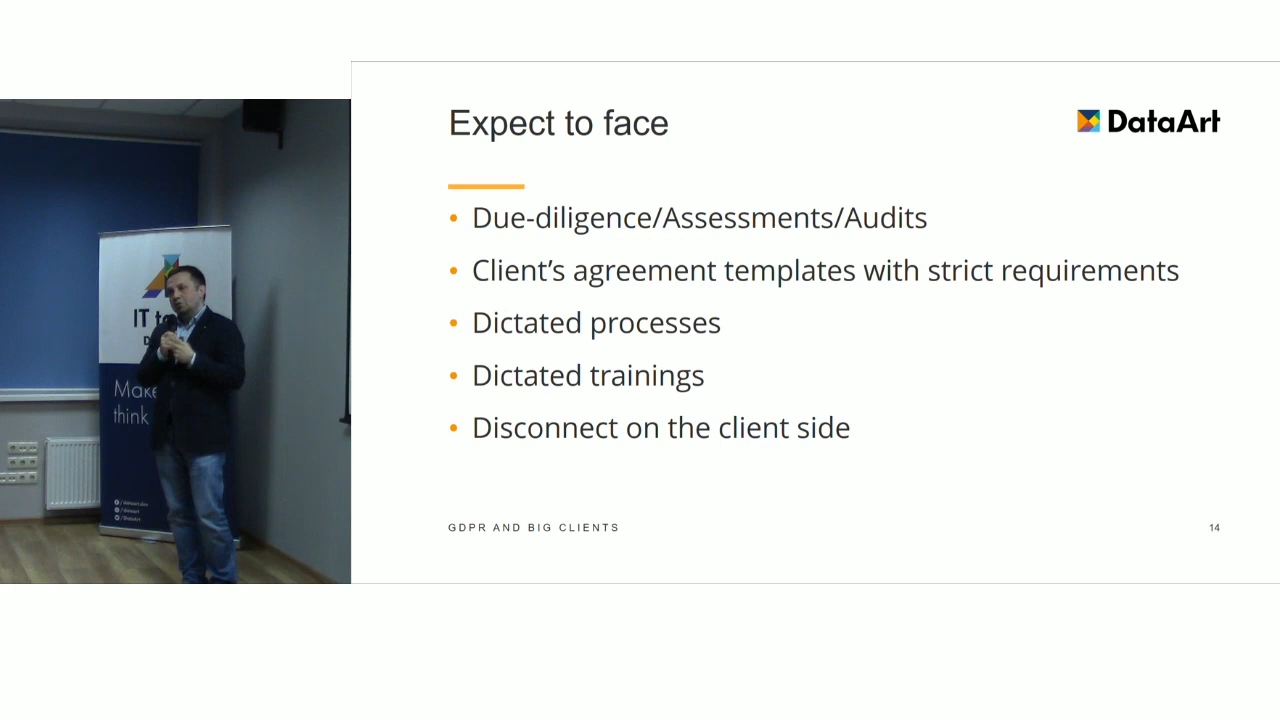 Expect to face
DataArt
• Due-diligence/Assessments/Audits
• Client’s agreement templates with strict requirements
• Dictated processes
• Dictated trainings
• Disconnect on the client side
GDPR AND BIG CLIENTS
14
IT
Make
think